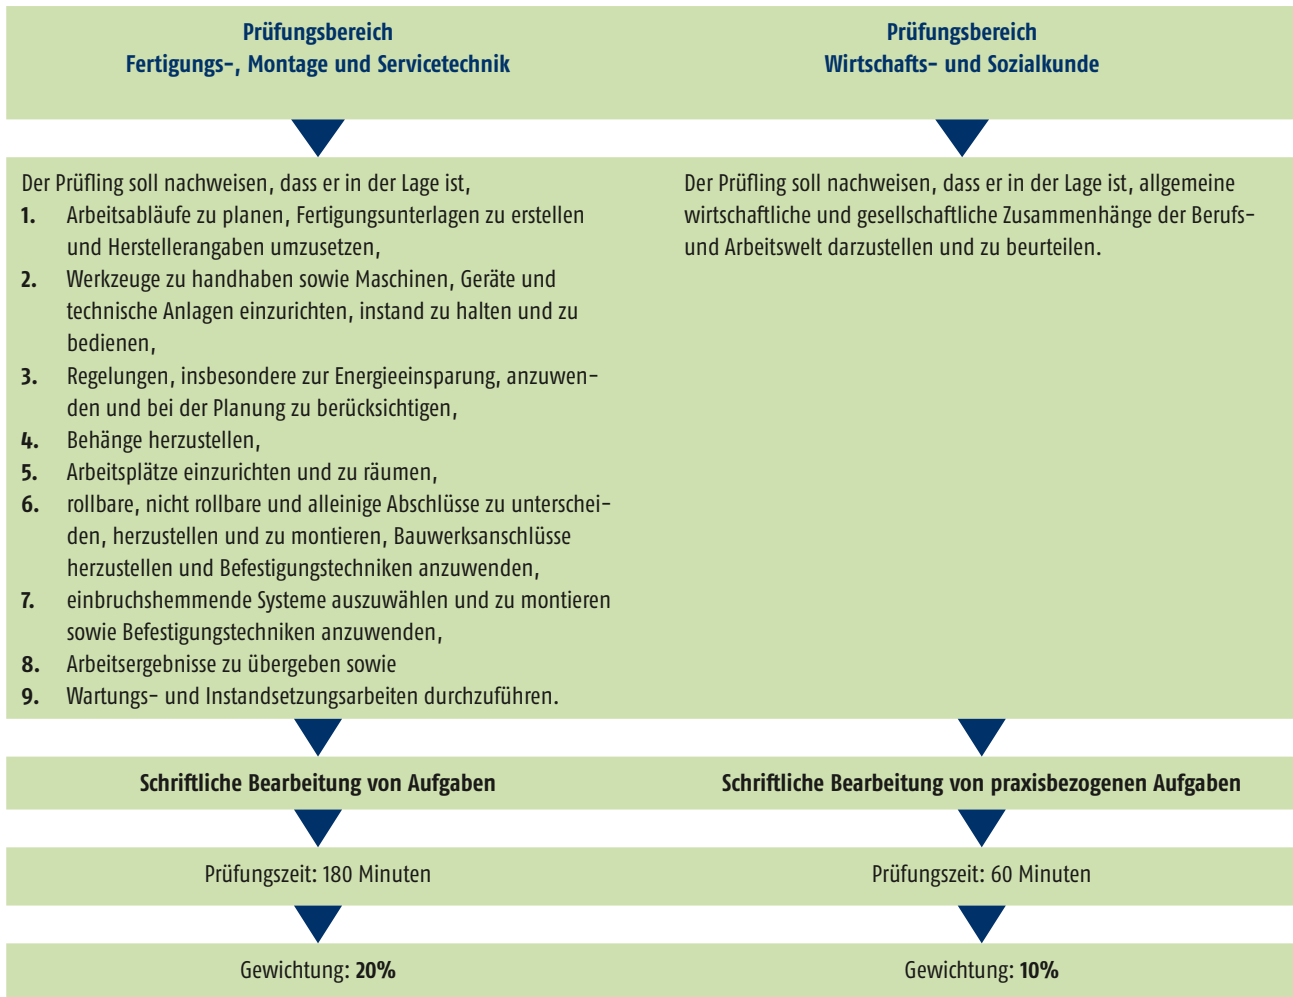 Prüfungsbereich
Fertigungs-, Montage und Servicetechnik
Prüfungsbereich
Wirtschafts- und Sozialkunde
Der Prüfling soll nachweisen, dass er in der Lage ist,
1. Arbeitsabläufe zu planen, Fertigungsunterlagen zu erstellen
und Herstellerangaben umzusetzen,
2. Werkzeuge zu handhaben sowie Maschinen, Geräte und
technische Anlagen einzurichten, instand zu halten und zu
bedienen,
3. Regelungen, insbesondere zur Energieeinsparung, anzuwen-
den und bei der Planung zu berücksichtigen,
4. Behänge herzustellen,
5. Arbeitsplätze einzurichten und zu räumen,
6. rollbare, nicht rollbare und alleinige Abschlüsse zu unterschei-
den, herzustellen und zu montieren, Bauwerksanschlüsse
herzustellen und Befestigungstechniken anzuwenden,
7. einbruchshemmende Systeme auszuwählen und zu montieren
sowie Befestigungstechniken anzuwenden,
8. Arbeitsergebnisse zu übergeben sowie
9. Wartungs- und Instandsetzungsarbeiten durchzuführen.
Der Prüfling soll nachweisen, dass er in der Lage ist, allgemeine
wirtschaftliche und gesellschaftliche Zusammenhänge der Berufs-
und Arbeitswelt darzustellen und zu beurteilen.
Schriftliche Bearbeitung von Aufgaben
Schriftliche Bearbeitung von praxisbezogenen Aufgaben
Prüfungszeit: 180 Minuten
Prüfungszeit: 60 Minuten
Gewichtung: 20%
Gewichtung: 10%